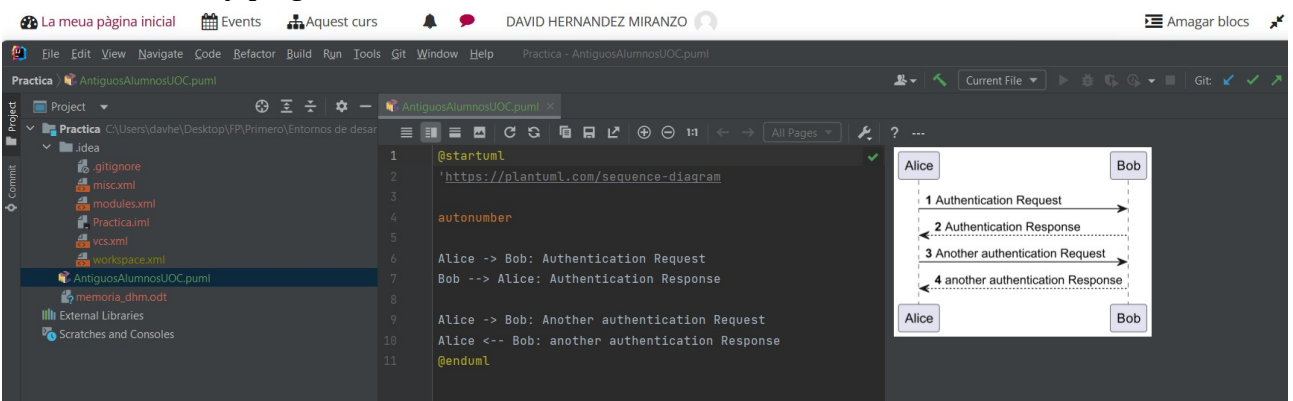 La meua pàgina inicial Events Aquest curs DAVID HERNANDEZ MIRANZO Amagar blocs
File Edit View Navigate Code Refactor Build Run Tools Git Window Help Practica - AntiguosAlumnosUOC.puml
Practica AntiguosAlumnosUOC.puml Current File Git:
Project
Project
AntiguosAlumnosUOC.puml
Practica C:\Users\davhe\Desktop\FP\Primero\Entornos de desar
.idea
.gitignore
misc.xml
modules.xml
Practica.iml
vcs.xml
workspace.xml
AntiguosAlumnosUOC.puml
memoria_dhm.odt
External Libraries
Scratches and Consoles
Commit
1:1 All Pages ? ---
1 @startuml
2 'https://plantuml.com/sequence-diagram
3
4 autonumber
5
6 Alice -> Bob: Authentication Request
7 Bob --> Alice: Authentication Response
8
9 Alice -> Bob: Another authentication Request
10 Alice <-- Bob: another authentication Response
11 @enduml
Alice Bob
1 Authentication Request
2 Authentication Response
3 Another authentication Request
4 another authentication Response
Alice Bob